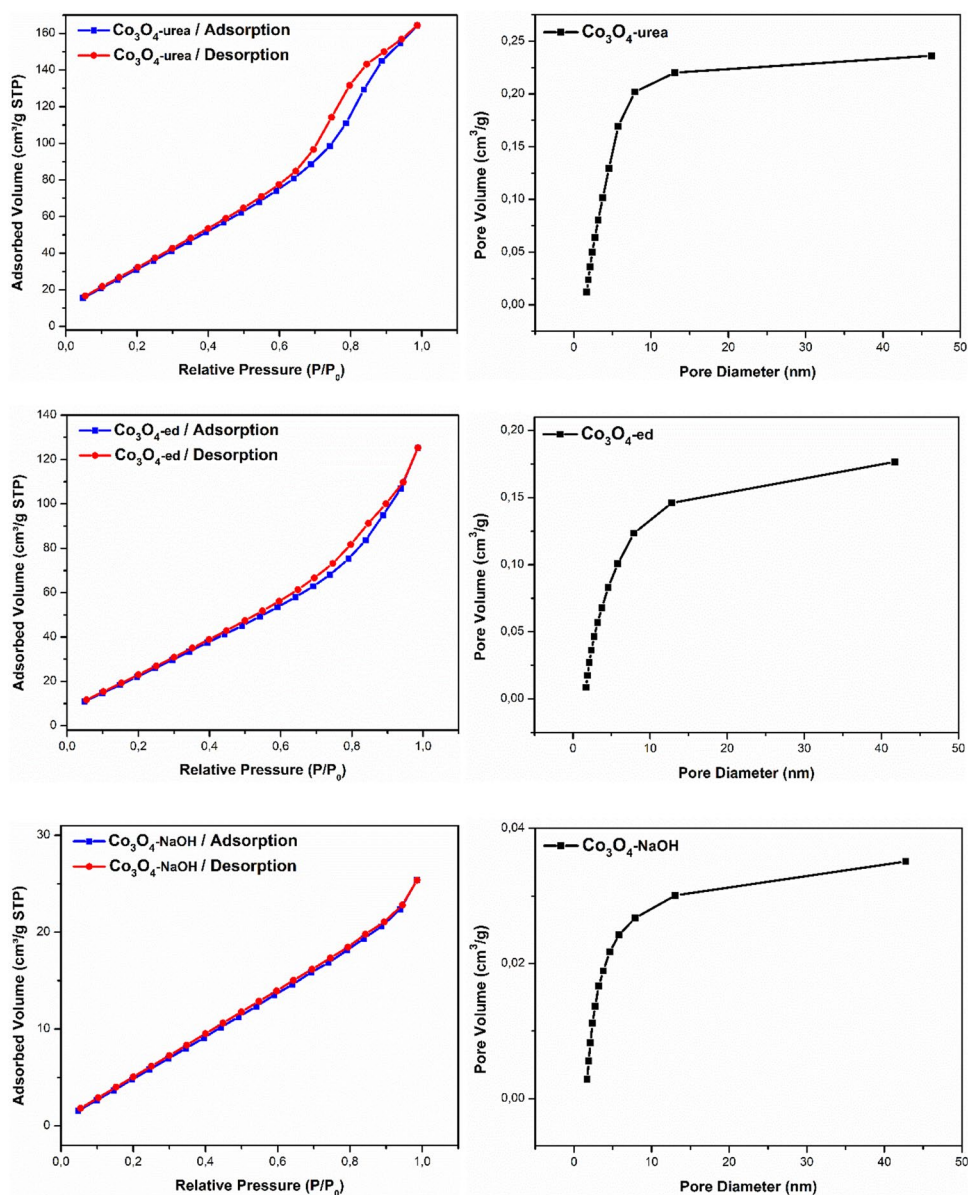 Co₃O₄-urea / Adsorption
Co₃O₄-urea / Desorption
Adsorbed Volume (cm³/g STP)
160
140
120
100
80
60
40
20
0
0,0 0,2 0,4 0,6 0,8 1,0
Relative Pressure (P/P₀)
Co₃O₄-urea
Pore Volume (cm³/g)
0,25
0,20
0,15
0,10
0,05
0,00
0 10 20 30 40 50
Pore Diameter (nm)
Co₃O₄-ed / Adsorption
Co₃O₄-ed / Desorption
Adsorbed Volume (cm³/g STP)
140
120
100
80
60
40
20
0
0,0 0,2 0,4 0,6 0,8 1,0
Relative Pressure (P/P₀)
Co₃O₄-ed
Pore Volume (cm³/g)
0,20
0,15
0,10
0,05
0,00
0 10 20 30 40 50
Pore Diameter (nm)
Co₃O₄-NaOH / Adsorption
Co₃O₄-NaOH / Desorption
Adsorbed Volume (cm³/g STP)
30
20
10
0
0,0 0,2 0,4 0,6 0,8 1,0
Relative Pressure (P/P₀)
Co₃O₄-NaOH
Pore Volume (cm³/g)
0,04
0,02
0,00
0 10 20 30 40 50
Pore Diameter (nm)